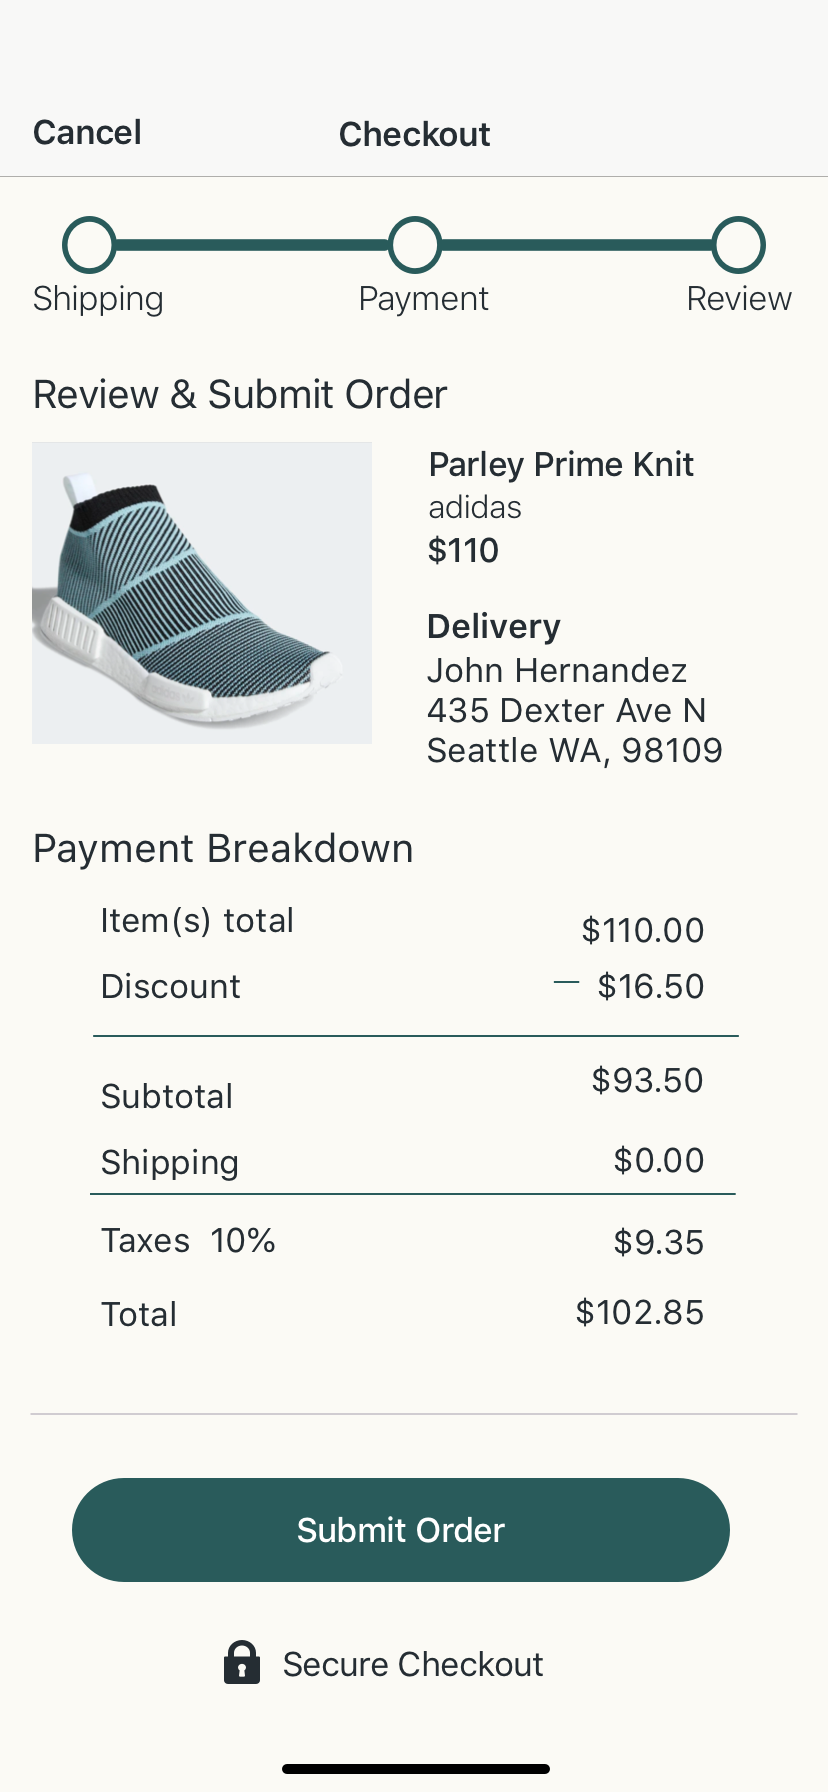 Cancel
Checkout
Shipping
Payment
Review
Review & Submit Order
Parley Prime Knit
adidas
$110
Delivery
John Hernandez
435 Dexter Ave N
Seattle WA, 98109
Payment Breakdown
Item(s) total $110.00
Discount — $16.50
Subtotal $93.50
Shipping $0.00
Taxes 10% $9.35
Total $102.85
Submit Order
Secure Checkout